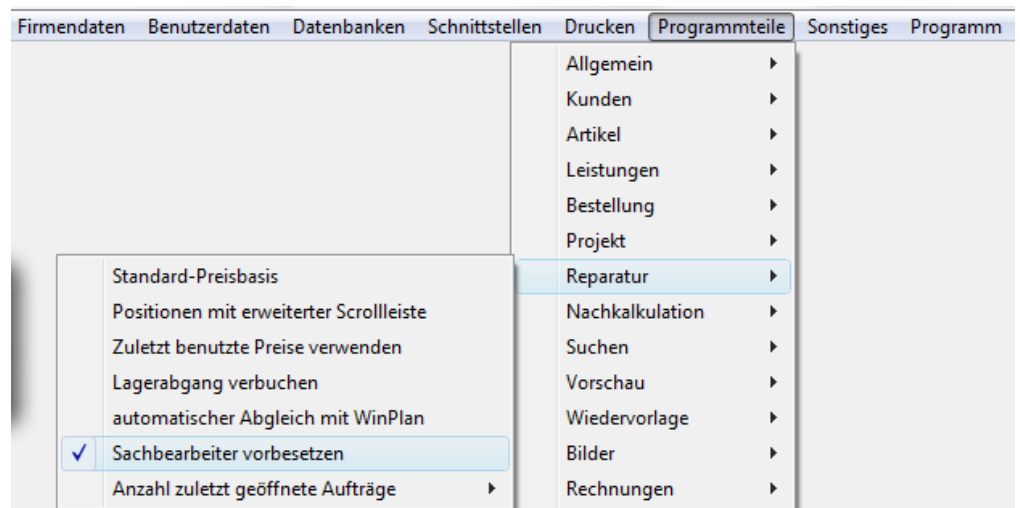 Firmendaten Benutzerdaten Datenbanken Schnittstellen Drucken Programmteile Sonstiges Programm
Allgemein
Kunden
Artikel
Leistungen
Bestellung
Projekt
Reparatur
Nachkalkulation
Suchen
Vorschau
Wiedervorlage
Bilder
Rechnungen
Standard-Preisbasis
Positionen mit erweiterter Scrollleiste
Zuletzt benutzte Preise verwenden
Lagerabgang verbuchen
automatischer Abgleich mit WinPlan
Sachbearbeiter vorbesetzen
Anzahl zuletzt geöffnete Aufträge